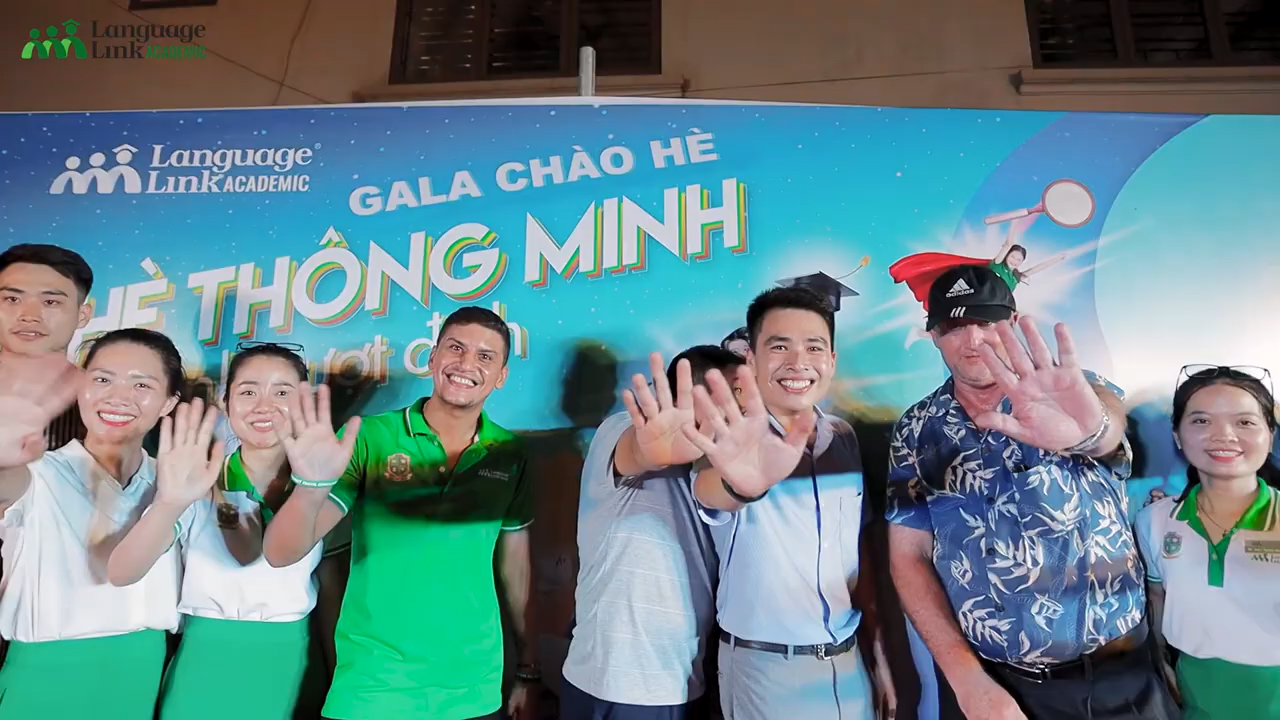 Language
Link ACADEMIC
Language
Link ACADEMIC
GALA CHÀO HÈ
HÈ THÔNG MINH
adidas